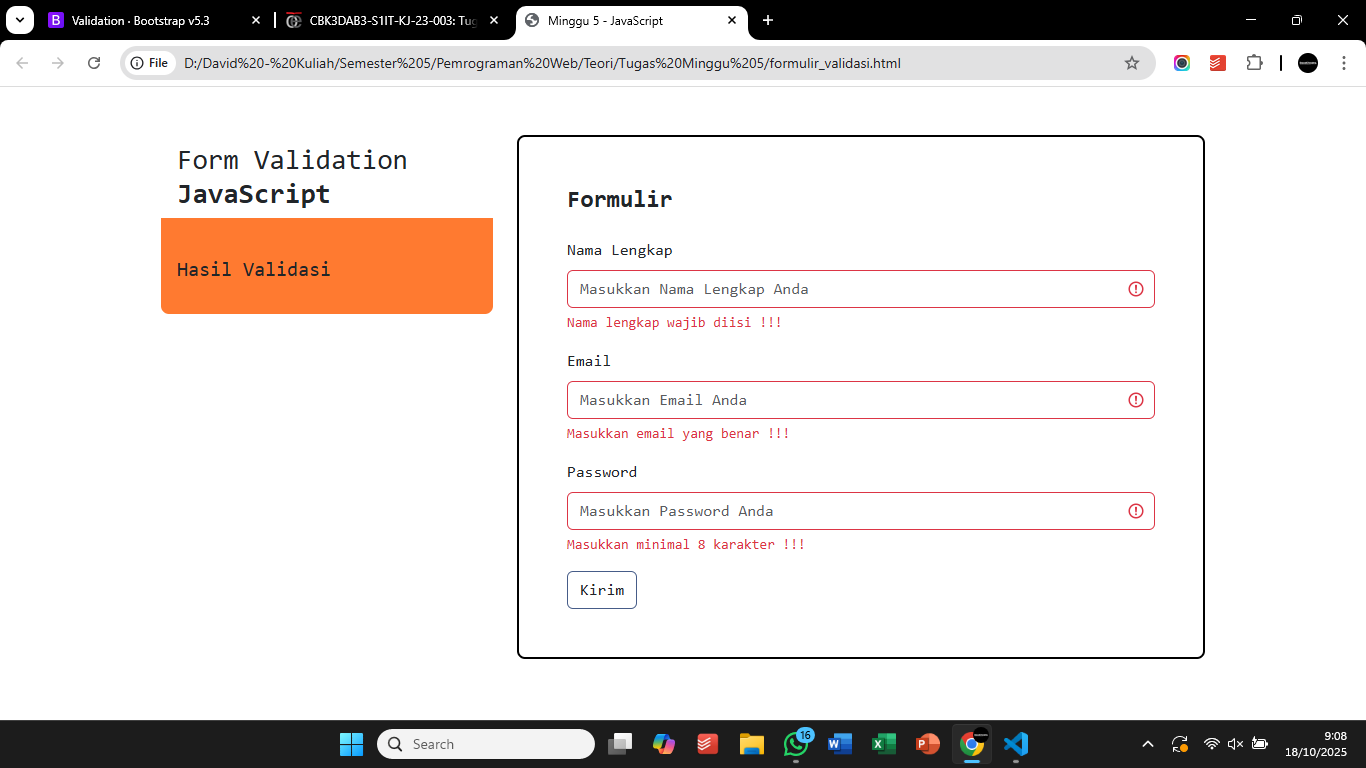 Validation · Bootstrap v5.3
CBK3DAB3-S1IT-KJ-23-003: Tug
Minggu 5 - JavaScript
File
D:/David%20-%20Kuliah/Semester%205/Pemrograman%20Web/Teori/Tugas%20Minggu%205/formulir_validasi.html
Form Validation
JavaScript
Hasil Validasi
Formulir
Nama Lengkap
Masukkan Nama Lengkap Anda
Nama lengkap wajib diisi !!!
Email
Masukkan Email Anda
Masukkan email yang benar !!!
Password
Masukkan Password Anda
Masukkan minimal 8 karakter !!!
Kirim
Search
16
9:08
18/10/2025